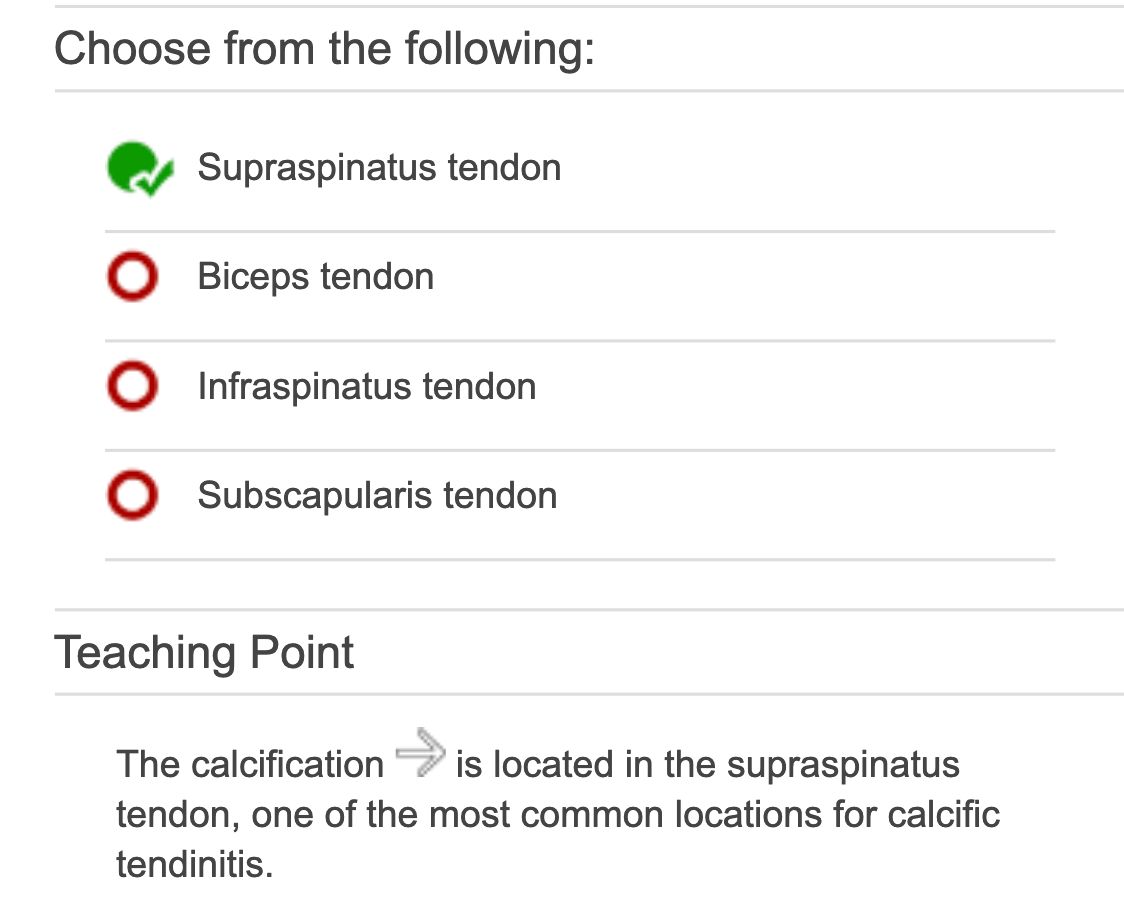 Choose from the following:
Supraspinatus tendon
Biceps tendon
Infraspinatus tendon
Subscapularis tendon
Teaching Point
The calcification is located in the supraspinatus
tendon, one of the most common locations for calcific
tendinitis.